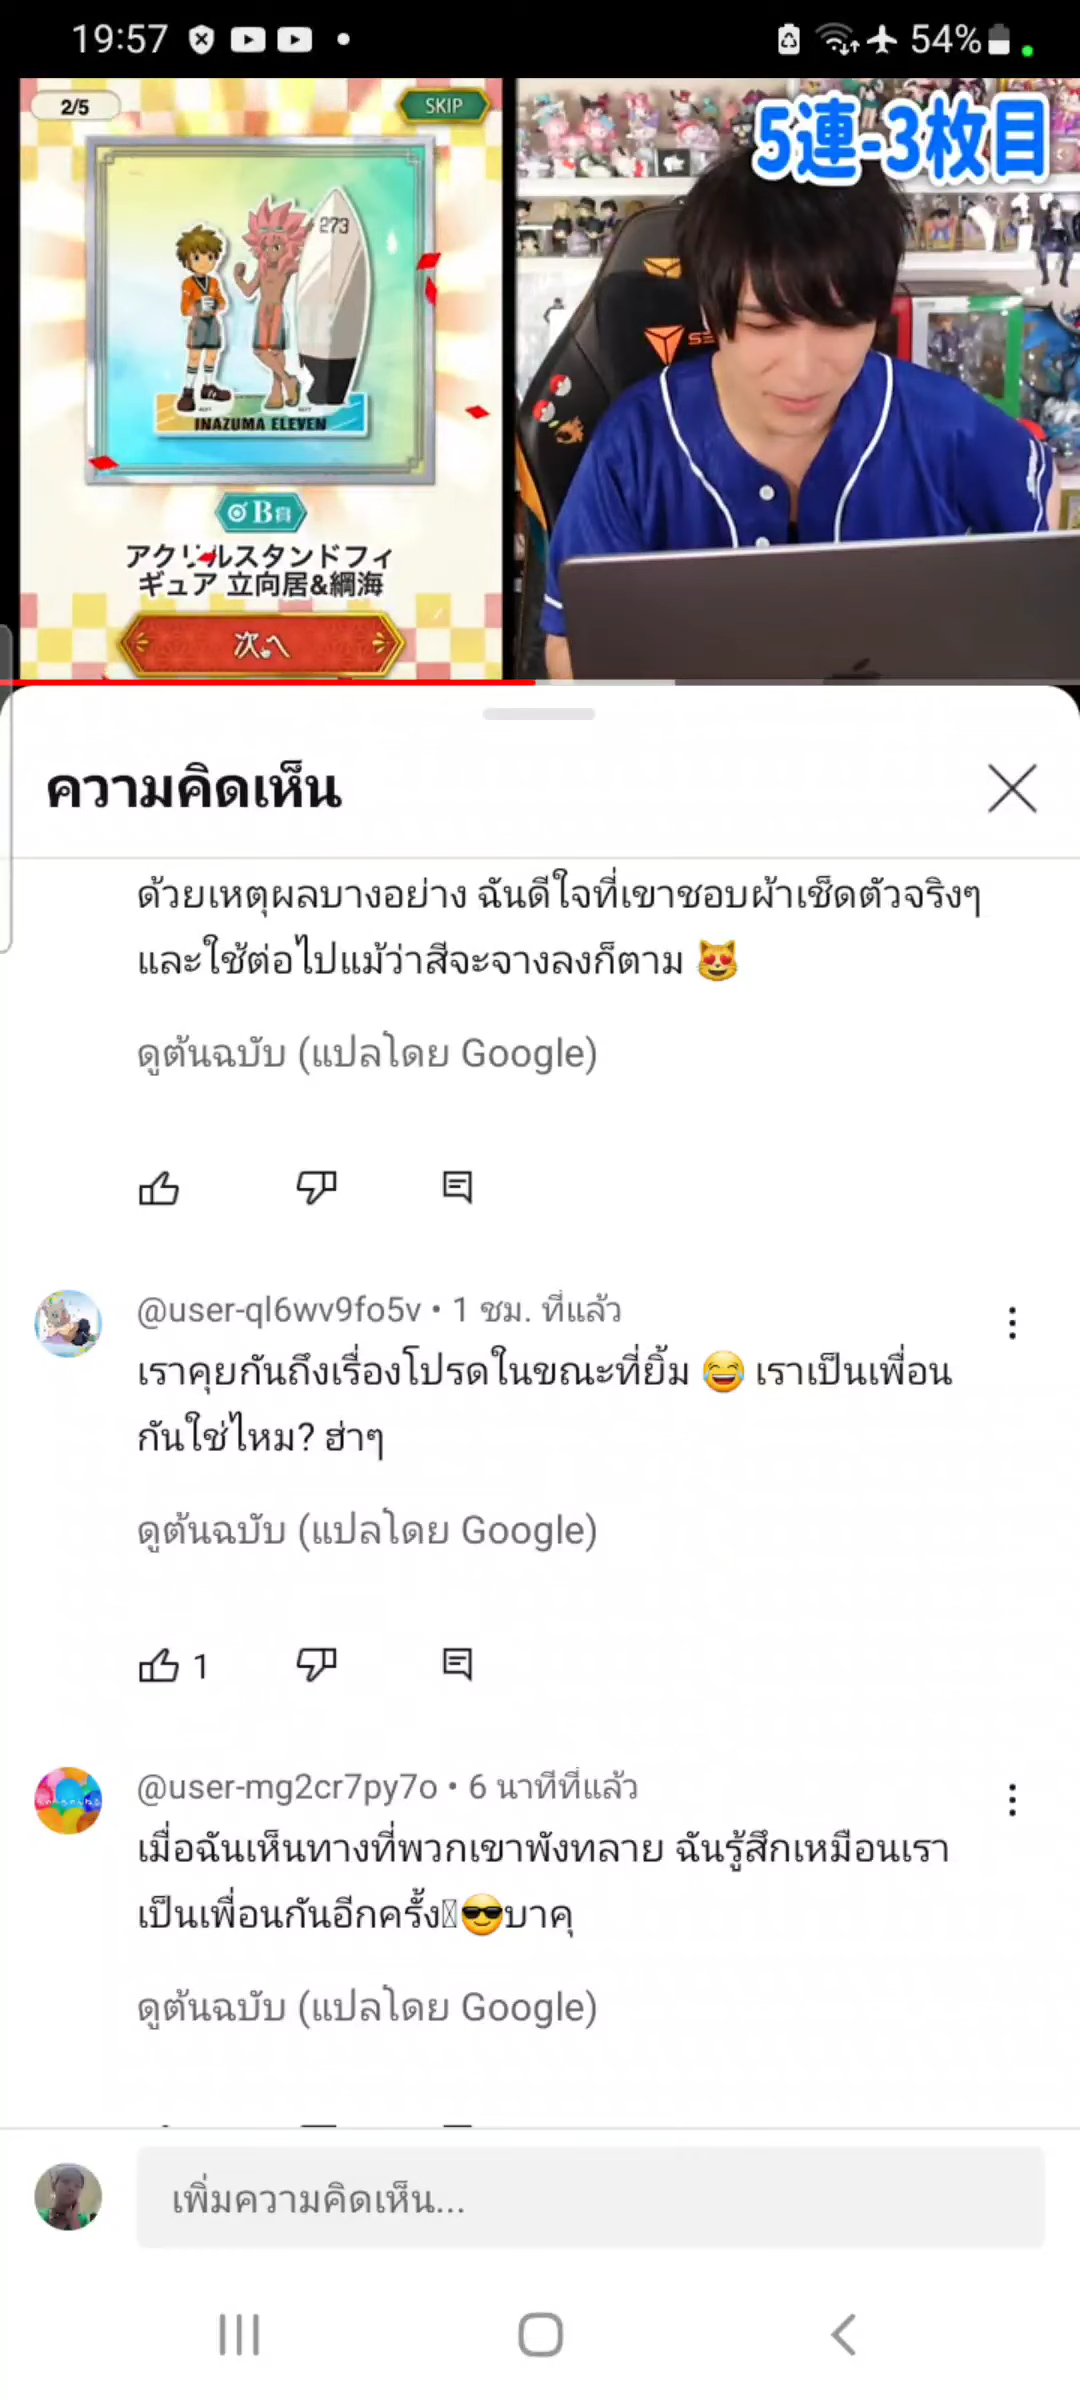 19:57
54%
2/5
SKIP
5連-3枚目
273
INAZUMA ELEVEN
B賞
アクリルスタンドフィ
ギュア 立向居&綱海
次へ
ความคิดเห็น
ด้วยเหตุผลบางอย่าง ฉันดีใจที่เขาชอบผ้าเช็ดตัวจริงๆ
และใช้ต่อไปแม้ว่าสีจะจางลงก็ตาม 😻
ดูต้นฉบับ (แปลโดย Google)
@user-ql6wv9fo5v • 1 ชม. ที่แล้ว
เราคุยกันถึงเรื่องโปรดในขณะที่ยิ้ม 😂 เราเป็นเพื่อน
กันใช่ไหม? ฮ่าๆ
ดูต้นฉบับ (แปลโดย Google)
1
@user-mg2cr7py7o • 6 นาทีที่แล้ว
เมื่อฉันเห็นทางที่พวกเขาพังทลาย ฉันรู้สึกเหมือนเรา
เป็นเพื่อนกันอีกครั้ง😎บาคุ
ดูต้นฉบับ (แปลโดย Google)
เพิ่มความคิดเห็น...